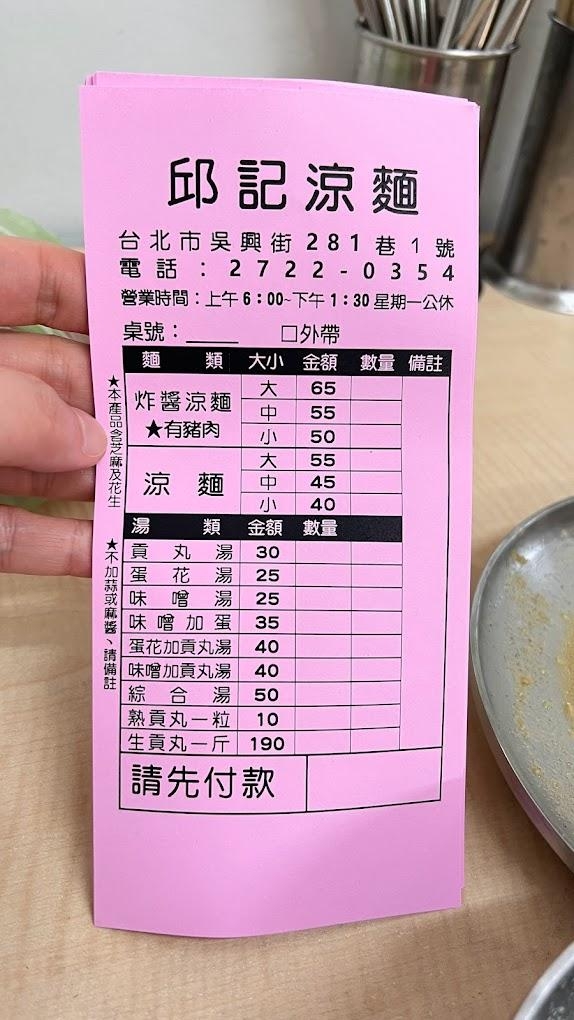 邱記涼麵
台北市吳興街281巷1號
電話：2722-0354
營業時間：上午6：00~下午1：30星期一公休
桌號：_____ 口外帶
麵類 大小 金額 數量 備註
炸醬涼麵 ★有豬肉
大 65
中 55
小 50
涼麵
大 55
中 45
小 40
湯類 金額 數量
貢丸湯 30
蛋花湯 25
味噌湯 25
味噌加蛋 35
蛋花加貢丸湯 40
味噌加貢丸湯 40
綜合湯 50
熟貢丸一粒 10
生貢丸一斤 190
請先付款
★本產品含芝麻及花生
★不加蒜或麻醬、請備註